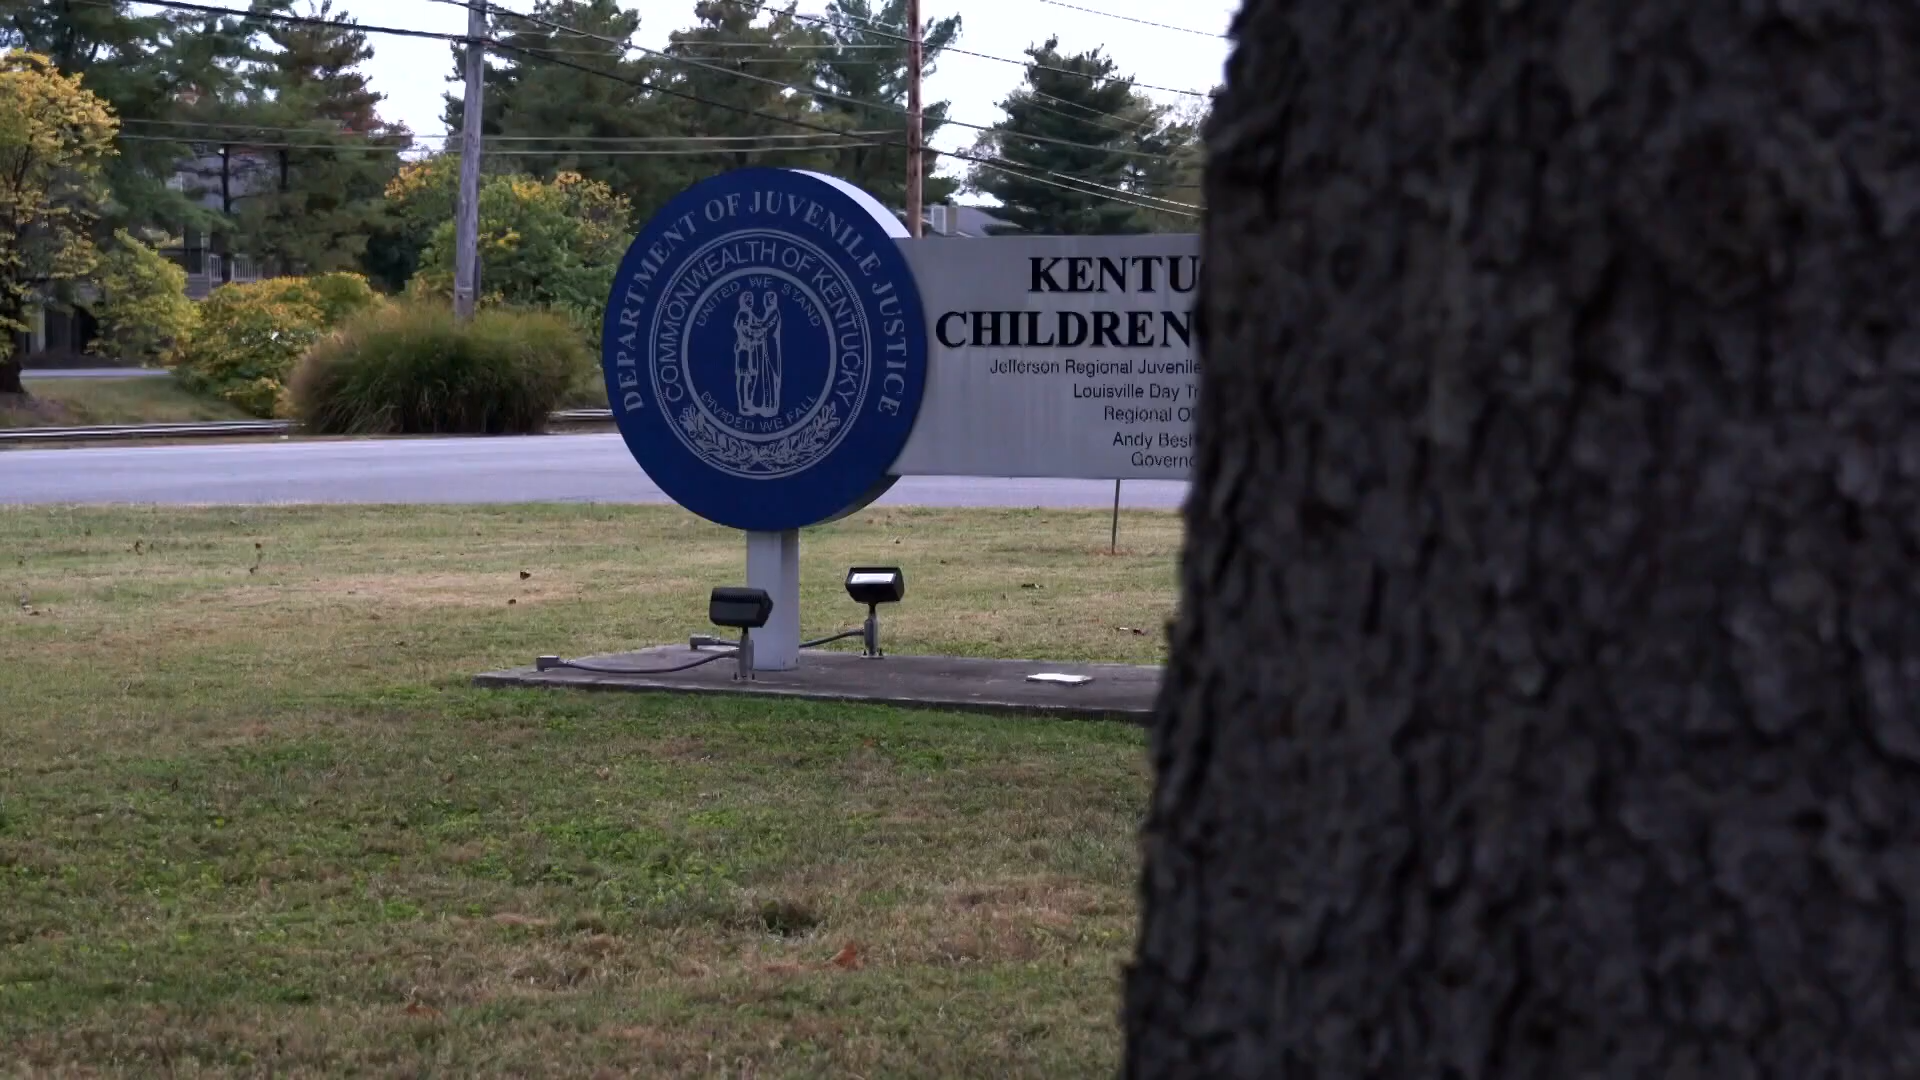 DEPARTMENT OF JUVENILE JUSTICE
COMMONWEALTH OF KENTUCKY
UNITED WE STAND
DIVIDED WE FALL
KENTU
CHILDREN
Jefferson Regional Juvenile
Louisville Day T
Regional O
Andy Besh
Governo